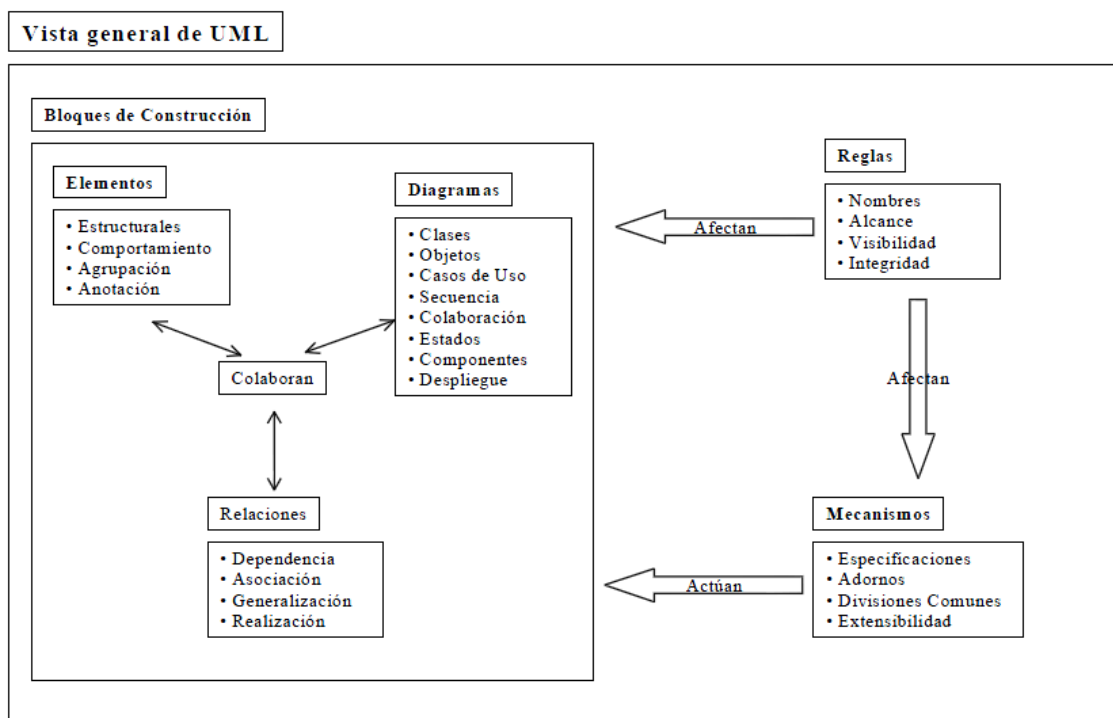 Vista general de UML
Bloques de Construcción
Elementos
• Estructurales
• Comportamiento
• Agrupación
• Anotación
Diagramas
• Clases
• Objetos
• Casos de Uso
• Secuencia
• Colaboración
• Estados
• Componentes
• Despliegue
Colaboran
Relaciones
• Dependencia
• Asociación
• Generalización
• Realización
Afectan
Reglas
• Nombres
• Alcance
• Visibilidad
• Integridad
Afectan
Mecanismos
• Especificaciones
• Adornos
• Divisiones Comunes
• Extensibilidad
Actúan